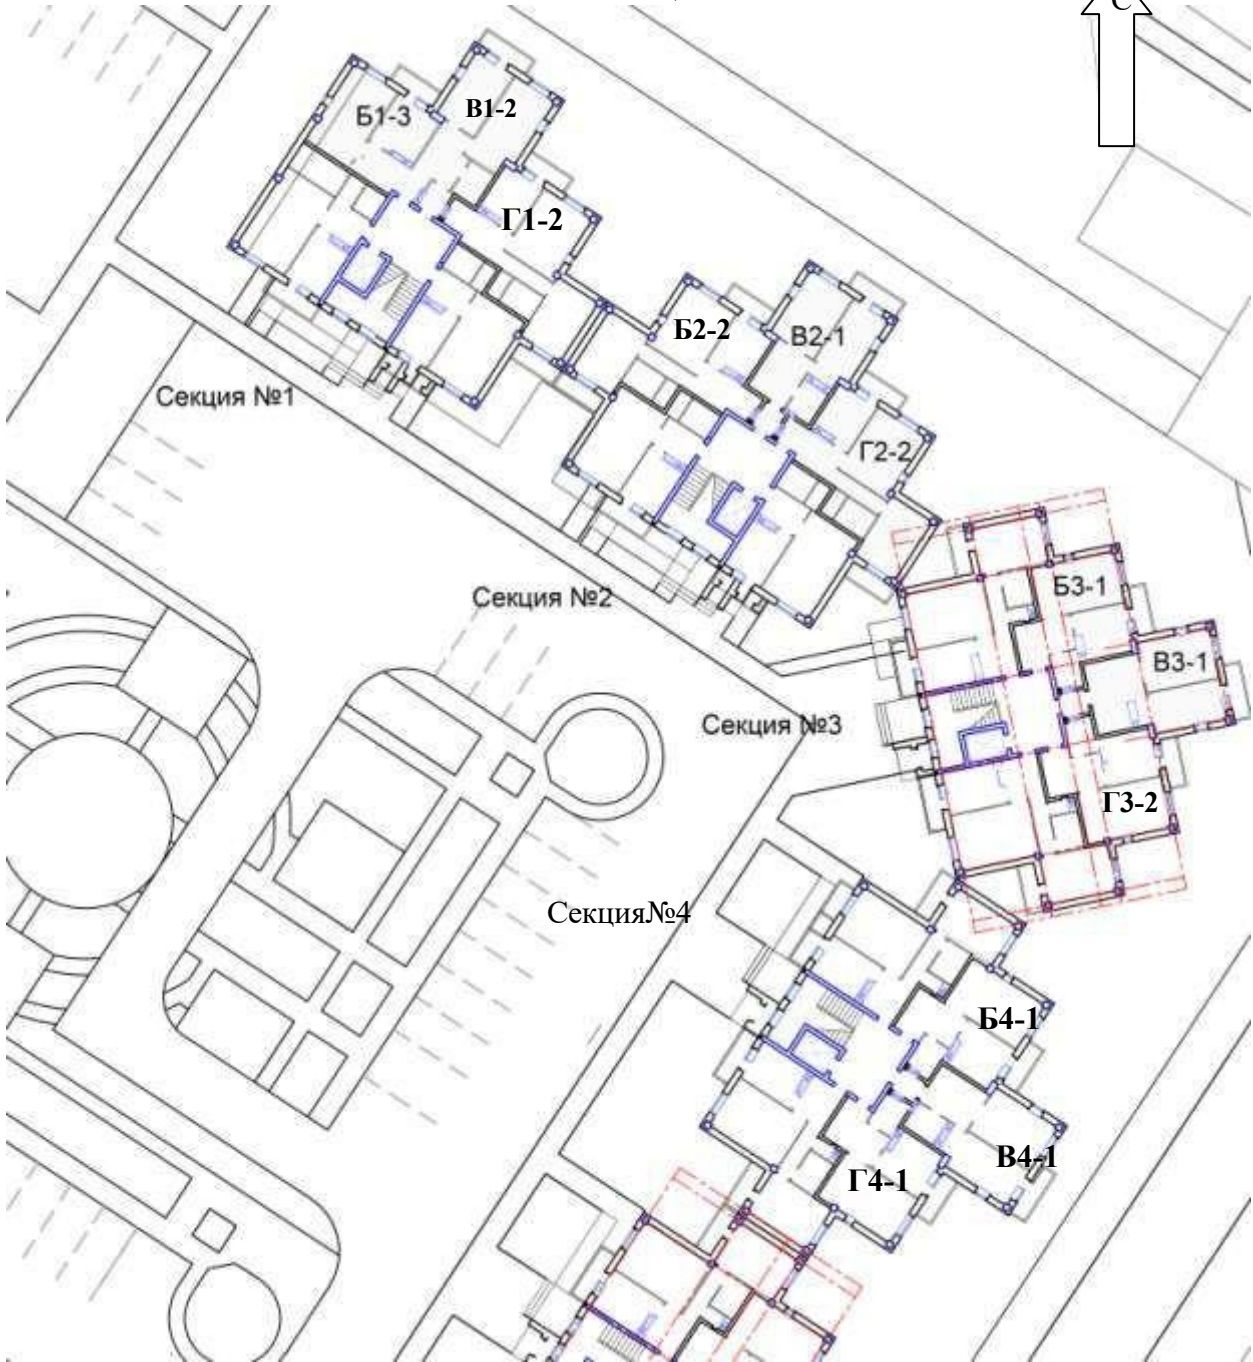 С
Б1-3
В1-2
Г1-2
Б2-2
В2-1
Секция №1
Г2-2
Б3-1
Секция №2
В3-1
Секция №3
Г3-2
Секция№4
Б4-1
В4-1
Г4-1